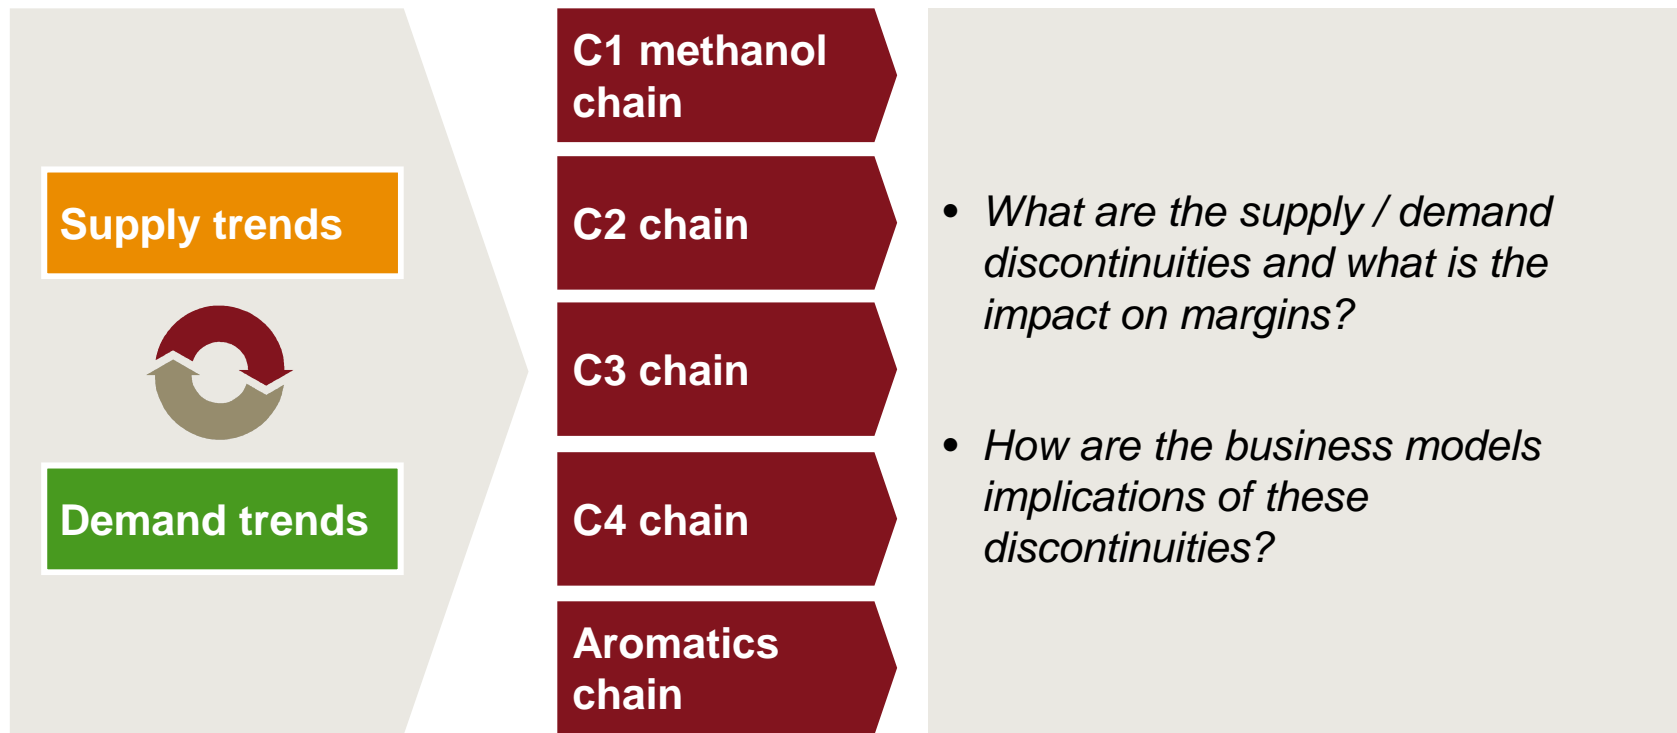 Supply trends
Demand trends
C1 methanol
chain
C2 chain
C3 chain
C4 chain
Aromatics
chain
• What are the supply / demand
discontinuities and what is the
impact on margins?
• How are the business models
implications of these
discontinuities?